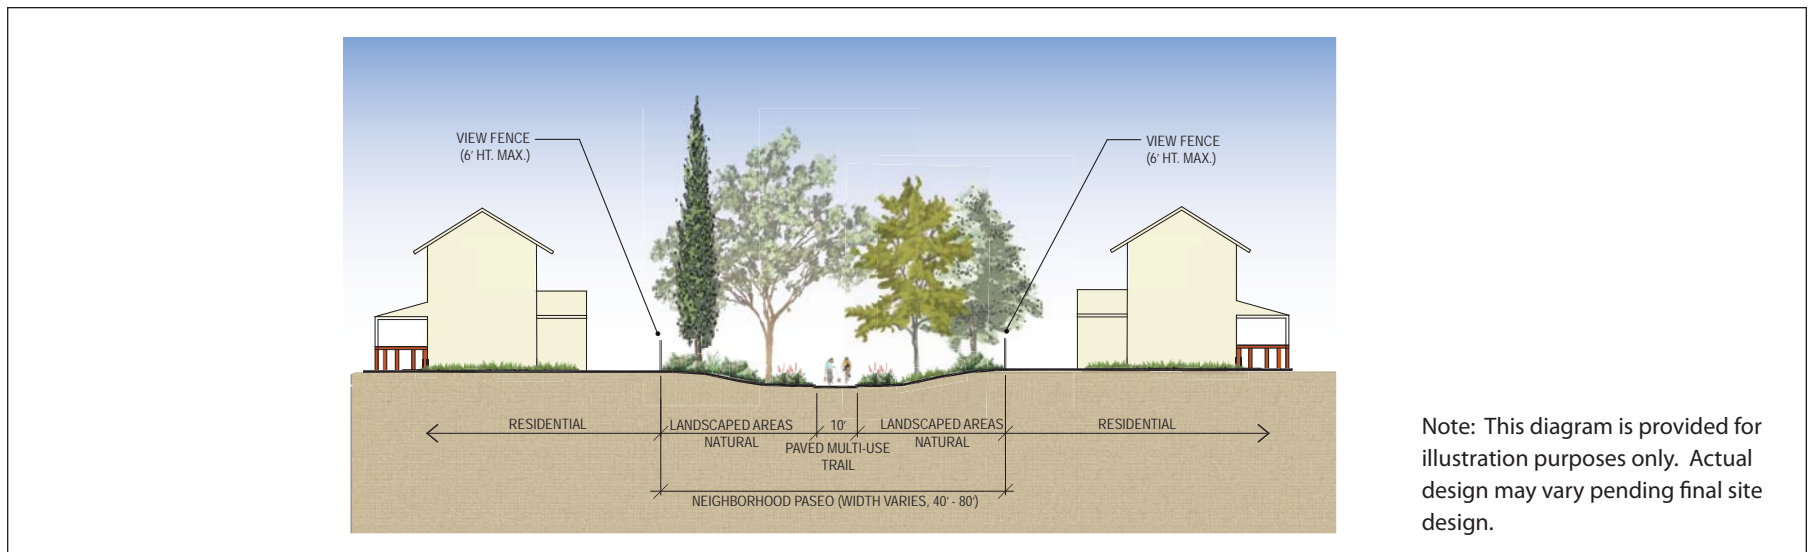 VIEW FENCE
(6' HT. MAX.)
VIEW FENCE
(6' HT. MAX.)
RESIDENTIAL
LANDSCAPED AREAS
NATURAL
10'
PAVED MULTI-USE
TRAIL
LANDSCAPED AREAS
NATURAL
RESIDENTIAL
NEIGHBORHOOD PASEO (WIDTH VARIES, 40' - 80')
Note: This diagram is provided for
illustration purposes only. Actual
design may vary pending final site
design.